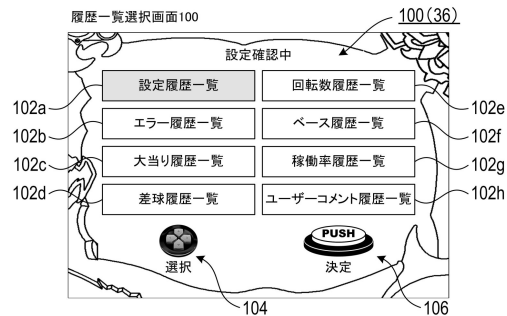 履歴一覧選択画面100
100(36)
設定確認中
102a 設定履歴一覧 回転数履歴一覧 102e
102b エラー履歴一覧 ベース履歴一覧 102f
102c 大当り履歴一覧 稼働率履歴一覧 102g
102d 差球履歴一覧 ユーザーコメント履歴一覧 102h
PUSH
選択 決定
104 106